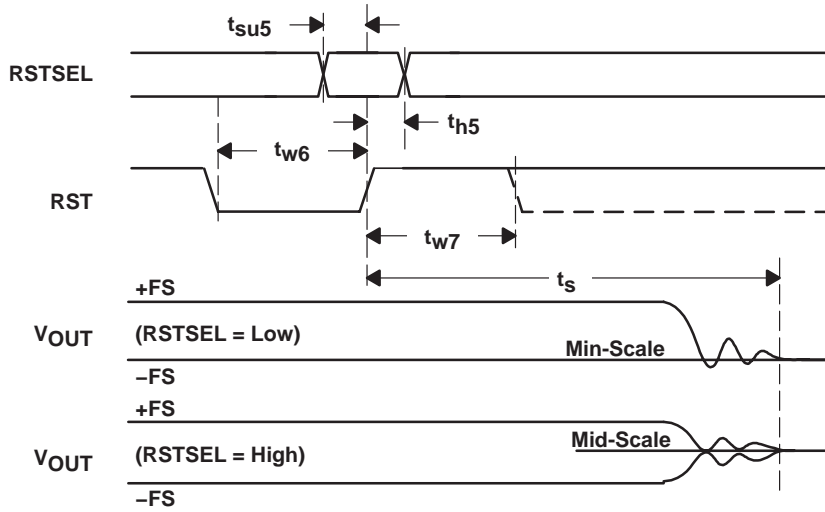 tsu5
RSTSEL
th5
tw6
RST
tw7
ts
+FS
VOUT
(RSTSEL = Low)
Min-Scale
–FS
+FS
Mid-Scale
VOUT
(RSTSEL = High)
–FS